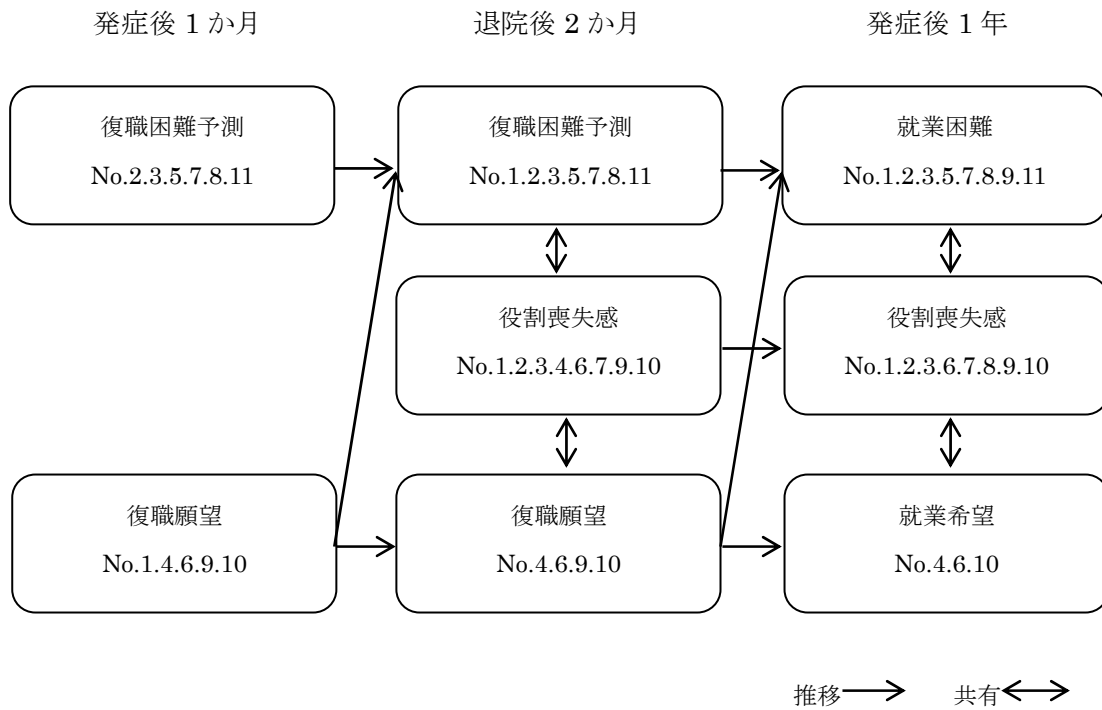 発症後 1 か月
退院後 2 か月
発症後 1 年
復職困難予測
No.2.3.5.7.8.11
復職困難予測
No.1.2.3.5.7.8.11
就業困難
No.1.2.3.5.7.8.9.11
役割喪失感
No.1.2.3.4.6.7.9.10
役割喪失感
No.1.2.3.6.7.8.9.10
復職願望
No.1.4.6.9.10
復職願望
No.4.6.9.10
就業希望
No.4.6.10
推移
共有